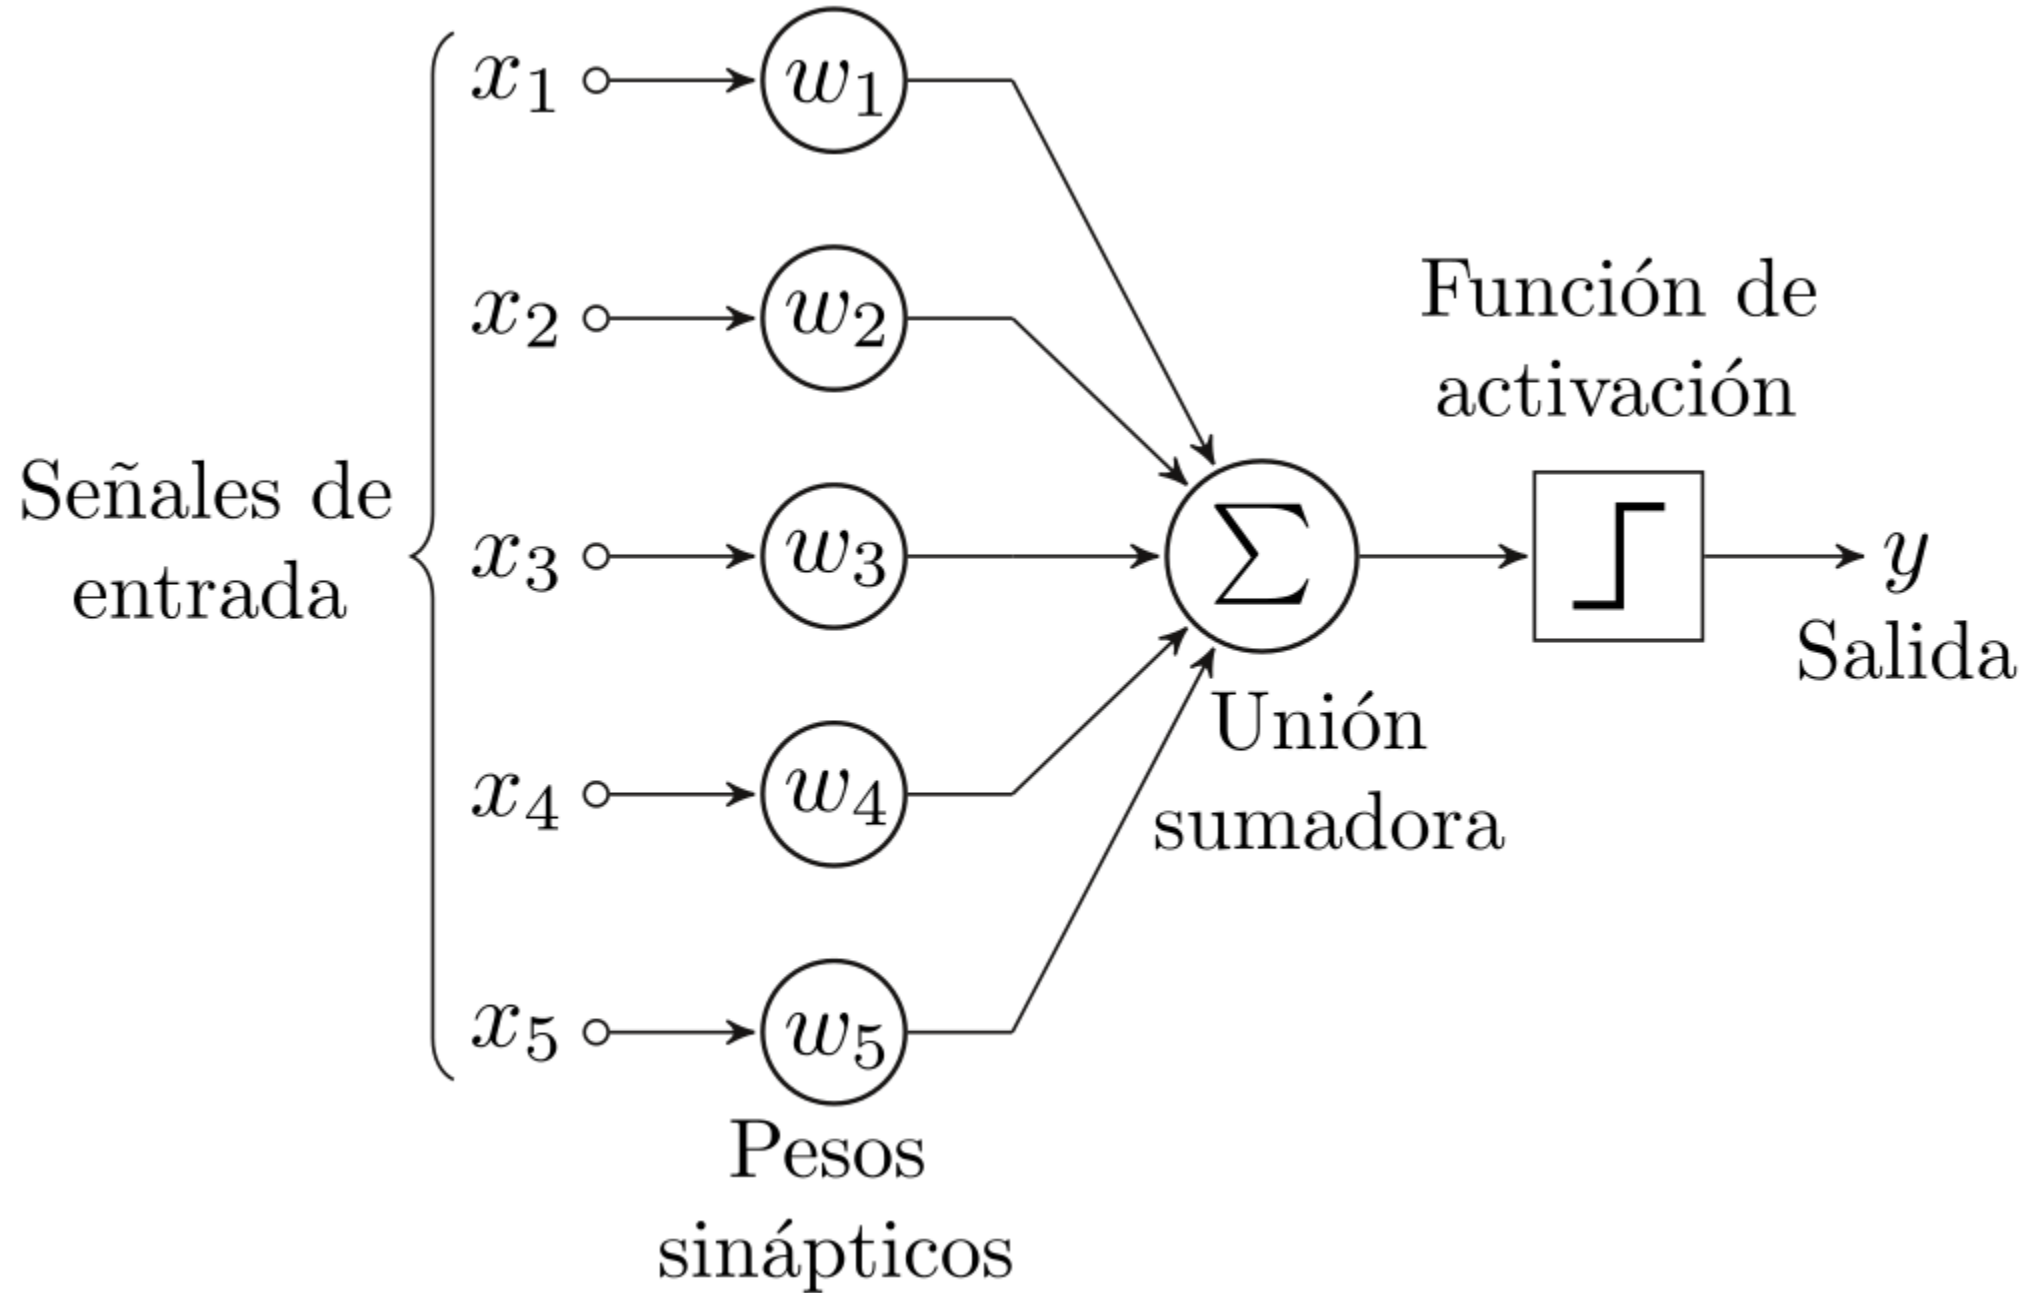 x1
w1
x2
w2
Función de
activación
Señales de
entrada
x3
w3
∑
y
Salida
Unión
sumadora
x4
w4
x5
w5
Pesos
sinápticos